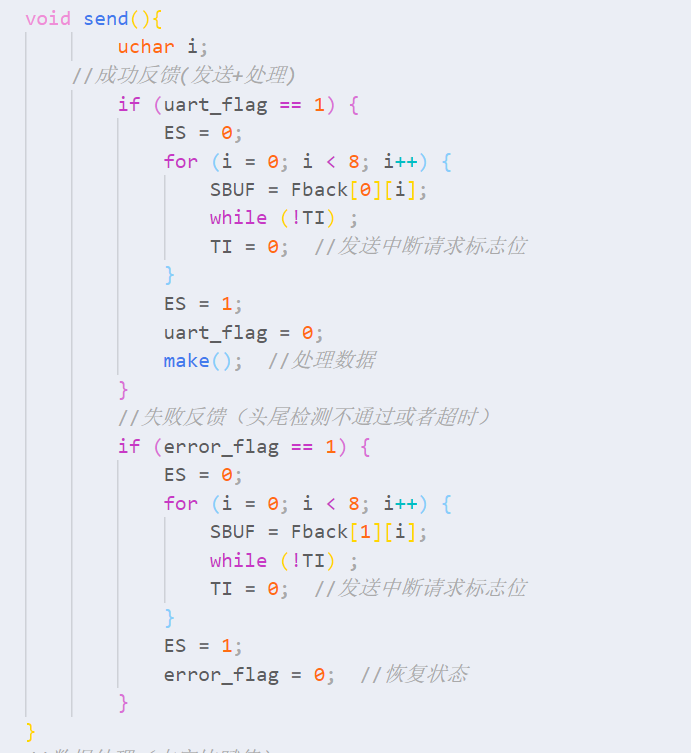 void send(){
uchar i;
//成功反馈(发送+处理)
if (uart_flag == 1) {
ES = 0;
for (i = 0; i < 8; i++) {
SBUF = Fback[0][i];
while (!TI) ;
TI = 0;  //发送中断请求标志位
}
ES = 1;
uart_flag = 0;
make();  //处理数据
}
//失败反馈（头尾检测不通过或者超时）
if (error_flag == 1) {
ES = 0;
for (i = 0; i < 8; i++) {
SBUF = Fback[1][i];
while (!TI) ;
TI = 0;  //发送中断请求标志位
}
ES = 1;
error_flag = 0;  //恢复状态
}
}